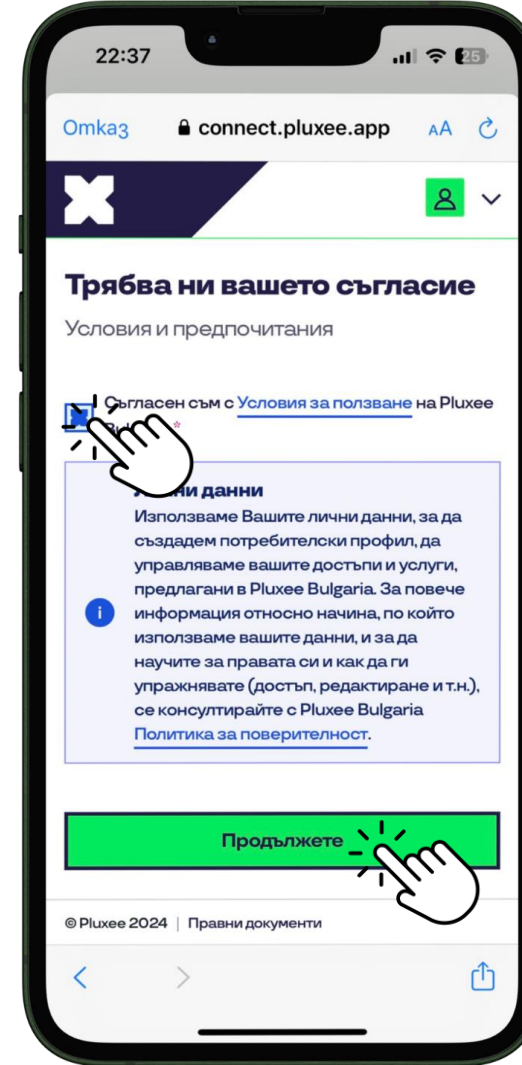 22:37
25
Отказ connect.pluxee.app AA
Трябва ни вашето съгласие
Условия и предпочитания
Съгласен съм с Условия за ползване на Pluxee
*
данни
Използваме Вашите лични данни, за да
създадем потребителски профил, да
управляваме вашите достъпи и услуги,
предлагани в Pluxee Bulgaria. За повече
информация относно начина, по който
използваме вашите данни, и за да
научите за правата си и как да ги
упражнявате (достъп, редактиране и т.н.),
се консултирайте с Pluxee Bulgaria
Политика за поверителност.
Продължете
© Pluxee 2024 | Правни документи